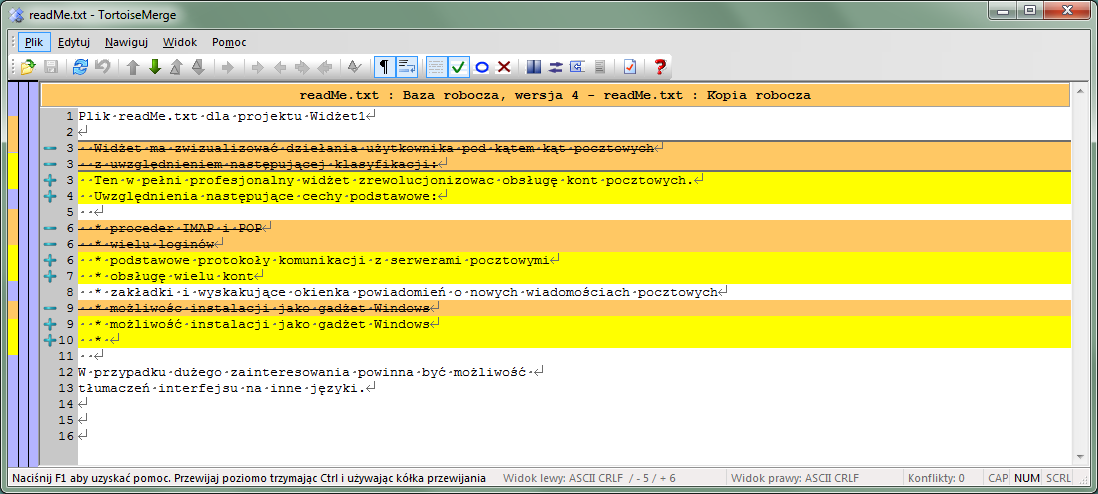 readMe.txt - TortoiseMerge
Plik Edytuj Nawiguj Widok Pomoc
readMe.txt : Baza robocza, wersja 4 - readMe.txt : Kopia robocza
1 Plik·readMe.txt·dla·projektu·Widżet1
2
3 ··Widżet·ma·zwizualizować·dziełania·użytkownika·pod·kątem·kąt·pocztowych
3 ··z·uwzględnieniem·następującej·klasyfikacji:
3 ··Ten·w·pełni·profesjonalny·widżet·zrewolucjonizowac·obsługę·kont·pocztowych.
4 ··Uwzględnienia·następujące·cechy·podstawowe:
5 ··
6 ··*·proceder·IMAP·i·POP
6 ··*·wielu·loginów
6 ··*·podstawowe·protokoły·komunikacji·z·serwerami·pocztowymi
7 ··*·obsługę·wielu·kont
8 ··*·zakładki·i·wyskakujące·okienka·powiadomień·o·nowych·wiadomościach·pocztowych
9 ··*·możliwośc·instalacji·jako·gadżet·Windows
9 ··*·możliwość·instalacji·jako·gadżet·Windows
10 ··*·
11 ··
12 W·przypadku·dużego·zainteresowania·powinna·być·możliwość·
13 tłumaczeń·interfejsu·na·inne·języki.
14
15
16
Naciśnij F1 aby uzyskać pomoc. Przewijaj poziomo trzymając Ctrl i używając kółka przewijania Widok lewy: ASCII CRLF / - 5 / + 6 Widok prawy: ASCII CRLF Konflikty: 0 CAP NUM SCRL